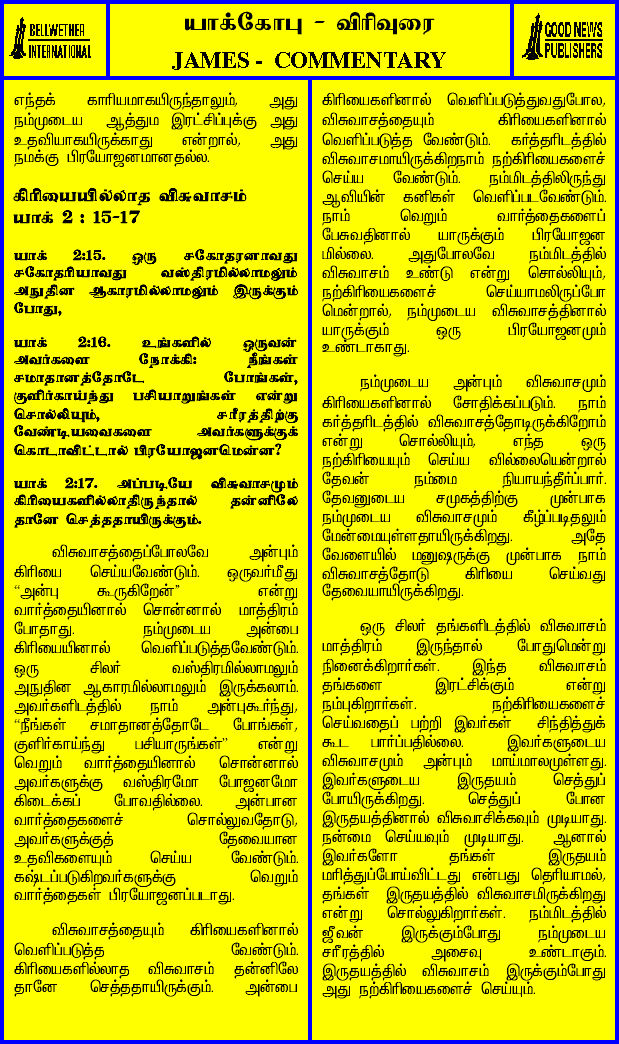 BELLWETHER
INTERNATIONAL
யாக்கோபு - விரிவுரை
JAMES - COMMENTARY
GOOD NEWS
PUBLISHERS
எந்தக் காரியமாகயிருந்தாலும், அது
நம்முடைய ஆத்தும இரட்சிப்புக்கு அது
உதவியாகயிருக்காது என்றால், அது
நமக்கு பிரயோஜனமானதல்ல.
கிரியையில்லாத விசுவாசம்
யாக் 2 : 15-17
யாக் 2:15. ஒரு சகோதரனாவது
சகோதரியாவது வஸ்திரமில்லாமலும்
அநுதின ஆகாரமில்லாமலும் இருக்கும்
போது,
யாக் 2:16. உங்களில் ஒருவன்
அவர்களை நோக்கி: நீங்கள்
சமாதானத்தோடே போங்கள்,
குளிர்காய்ந்து பசியாறுங்கள் என்று
சொல்லியும், சரீரத்திற்கு
வேண்டியவைகளை அவர்களுக்குக்
கொடாவிட்டால் பிரயோஜனமென்ன?
யாக் 2:17. அப்படியே விசுவாசமும்
கிரியைகளில்லாதிருந்தால் தன்னிலே
தானே செத்ததாயிருக்கும்.
விசுவாசத்தைப்போலவே அன்பும்
கிரியை செய்யவேண்டும். ஒருவர்மீது
“அன்பு கூருகிறேன்” என்று
வார்த்தையினால் சொன்னால் மாத்திரம்
போதாது. நம்முடைய அன்பை
கிரியையினால் வெளிப்படுத்தவேண்டும்.
ஒரு சிலர் வஸ்திரமில்லாமலும்
அநுதின ஆகாரமில்லாமலும் இருக்கலாம்.
அவர்களிடத்தில் நாம் அன்புகூர்ந்து,
“நீங்கள் சமாதானத்தோடே போங்கள்,
குளிர்காய்ந்து பசியாருங்கள்” என்று
வெறும் வார்த்தையினால் சொன்னால்
அவர்களுக்கு வஸ்திரமோ போஜனமோ
கிடைக்கப் போவதில்லை. அன்பான
வார்த்தைகளைச் சொல்லுவதோடு,
அவர்களுக்குத் தேவையான
உதவிகளையும் செய்ய வேண்டும்.
கஷ்டப்படுகிறவர்களுக்கு வெறும்
வார்த்தைகள் பிரயோஜனப்படாது.
விசுவாசத்தையும் கிரியைகளினால்
வெளிப்படுத்த வேண்டும்.
கிரியைகளில்லாத விசுவாசம் தன்னிலே
தானே செத்ததாயிருக்கும். அன்பை
கிரியைகளினால் வெளிப்படுத்துவதுபோல,
விசுவாசத்தையும் கிரியைகளினால்
வெளிப்படுத்த வேண்டும். கர்த்தரிடத்தில்
விசுவாசமாயிருக்கிறநாம் நற்கிரியைகளைச்
செய்ய வேண்டும். நம்மிடத்திலிருந்து
ஆவியின் கனிகள் வெளிப்படவேண்டும்.
நாம் வெறும் வார்த்தைகளைப்
பேசுவதினால் யாருக்கும் பிரயோஜன
மில்லை. அதுபோலவே நம்மிடத்தில்
விசுவாசம் உண்டு என்று சொல்லியும்,
நற்கிரியைகளைச் செய்யாமலிருப்போ
மென்றால், நம்முடைய விசுவாசத்தினால்
யாருக்கும் ஒரு பிரயோஜனமும்
உண்டாகாது.
நம்முடைய அன்பும் விசுவாசமும்
கிரியைகளினால் சோதிக்கப்படும். நாம்
கர்த்தரிடத்தில் விசுவாசத்தோடிருக்கிறோம்
என்று சொல்லியும், எந்த ஒரு
நற்கிரியையும் செய்ய வில்லையென்றால்
தேவன் நம்மை நியாயந்தீர்ப்பார்.
தேவனுடைய சமுகத்திற்கு முன்பாக
நம்முடைய விசுவாசமும் கீழ்ப்படிதலும்
மேன்மையுள்ளதாயிருக்கிறது. அதே
வேளையில் மனுஷருக்கு முன்பாக நாம்
விசுவாசத்தோடு கிரியை செய்வது
தேவையாயிருக்கிறது.
ஒரு சிலர் தங்களிடத்தில் விசுவாசம்
மாத்திரம் இருந்தால் போதுமென்று
நினைக்கிறார்கள். இந்த விசுவாசம்
தங்களை இரட்சிக்கும் என்று
நம்புகிறார்கள். நற்கிரியைகளைச்
செய்வதைப் பற்றி இவர்கள் சிந்தித்துக்
கூட பார்ப்பதில்லை. இவர்களுடைய
விசுவாசமும் அன்பும் மாய்மாலமுள்ளது.
இவர்களுடைய இருதயம் செத்துப்
போயிருக்கிறது. செத்துப் போன
இருதயத்தினால் விசுவாசிக்கவும் முடியாது.
நன்மை செய்யவும் முடியாது. ஆனால்
இவர்களோ தங்கள் இருதயம்
மரித்துப்போய்விட்டது என்பது தெரியாமல்,
தங்கள் இருதயத்தில் விசுவாசமிருக்கிறது
என்று சொல்லுகிறார்கள். நம்மிடத்தில்
ஜீவன் இருக்கும்போது நம்முடைய
சரீரத்தில் அசைவு உண்டாகும்.
இருதயத்தில் விசுவாசம் இருக்கும்போது
அது நற்கிரியைகளைச் செய்யும்.